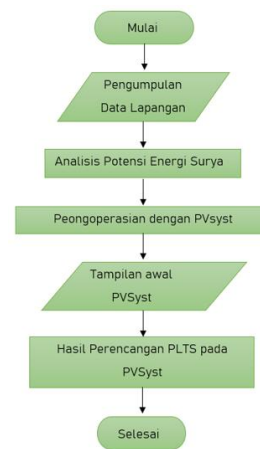 Mulai
Pengumpulan
Data Lapangan
Analisis Potensi Energi Surya
Peongoperasian dengan PVsyst
Tampilan awal
PVSyst
Hasil Perencangan PLTS pada
PVSyst
Selesai